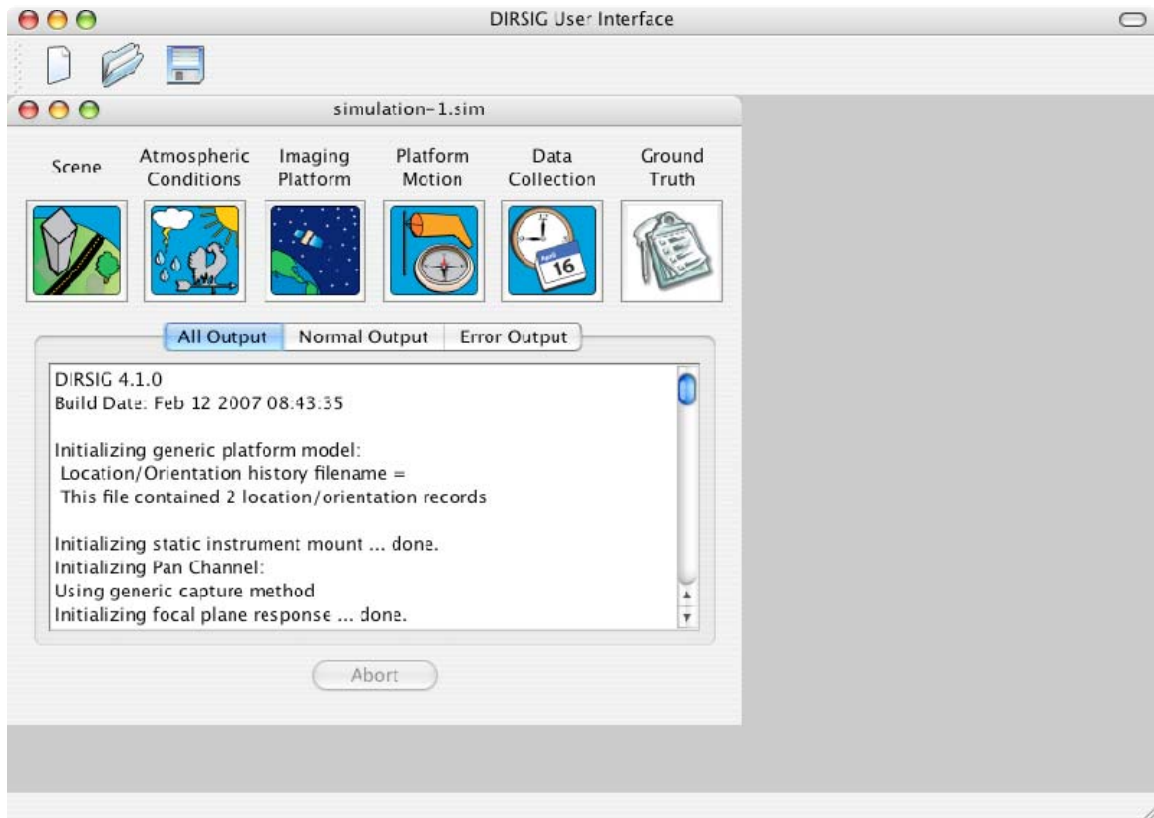 DIRSIG User Interface
simulation-1.sim
Scene
Atmospheric Conditions
Imaging Platform
Platform Motion
Data Collection
Ground Truth
12
April
16
All Output
Normal Output
Error Output
DIRSIG 4.1.0
Build Date: Feb 12 2007 08:43:35

Initializing generic platform model:
Location/Orientation history filename =
This file contained 2 location/orientation records

Initializing static instrument mount ... done.
Initializing Pan Channel:
Using generic capture method
Initializing focal plane response ... done.
Abort